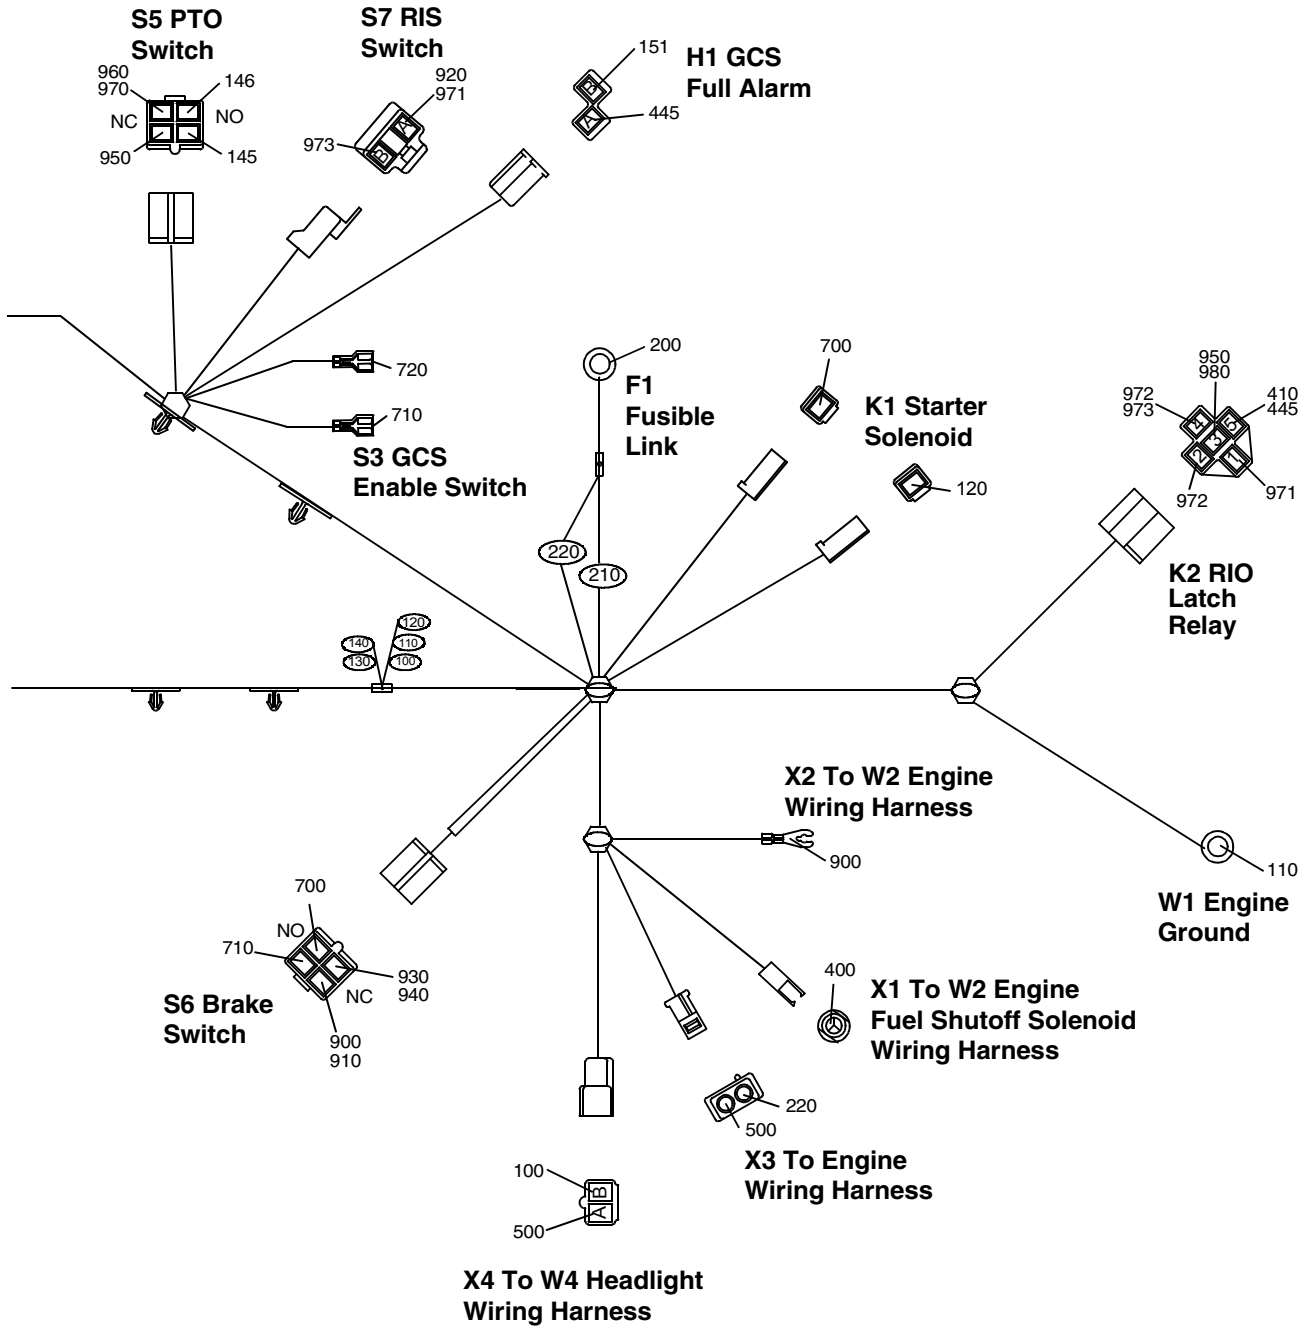 S5 PTO
Switch
960
970
146
NC
NO
950
145
S7 RIS
Switch
920
971
A
B
973
151
H1 GCS
Full Alarm
B
A
445
720
710
S3 GCS
Enable Switch
200
F1
Fusible
Link
220
210
700
K1 Starter
Solenoid
120
950
980
972
973
410
445
4
5
3
2
1
972
971
K2 RIO
Latch
Relay
120
140
110
130
100
X2 To W2 Engine
Wiring Harness
900
110
W1 Engine
Ground
700
NO
710
930
940
NC
S6 Brake
Switch
900
910
400
X1 To W2 Engine
Fuel Shutoff Solenoid
Wiring Harness
220
500
X3 To Engine
Wiring Harness
100
B
A
500
X4 To W4 Headlight
Wiring Harness